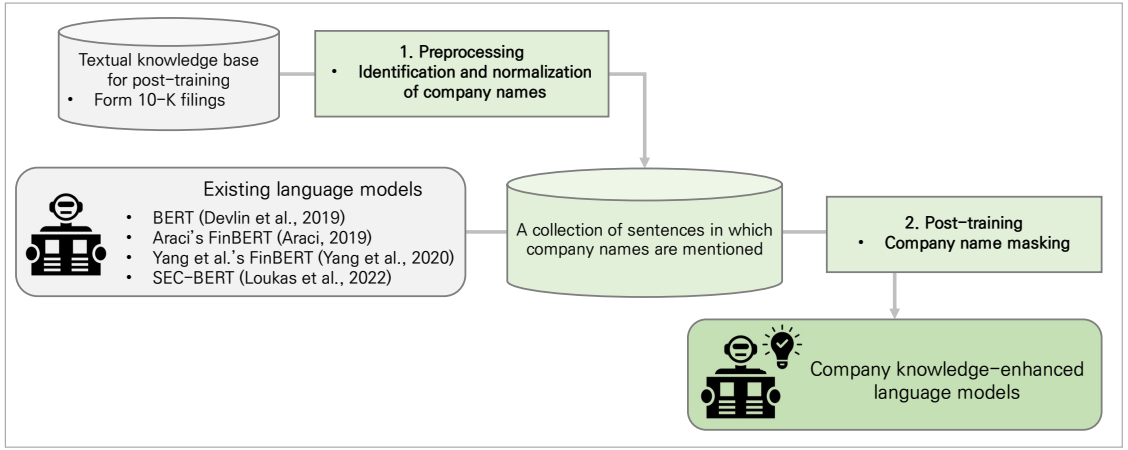 Textual knowledge base
for post-training
• Form 10-K filings
1. Preprocessing
• Identification and normalization
of company names
Existing language models
• BERT (Devlin et al., 2019)
• Araci's FinBERT (Araci, 2019)
• Yang et al.'s FinBERT (Yang et al., 2020)
• SEC-BERT (Loukas et al., 2022)
A collection of sentences in which
company names are mentioned
2. Post-training
• Company name masking
Company knowledge-enhanced
language models